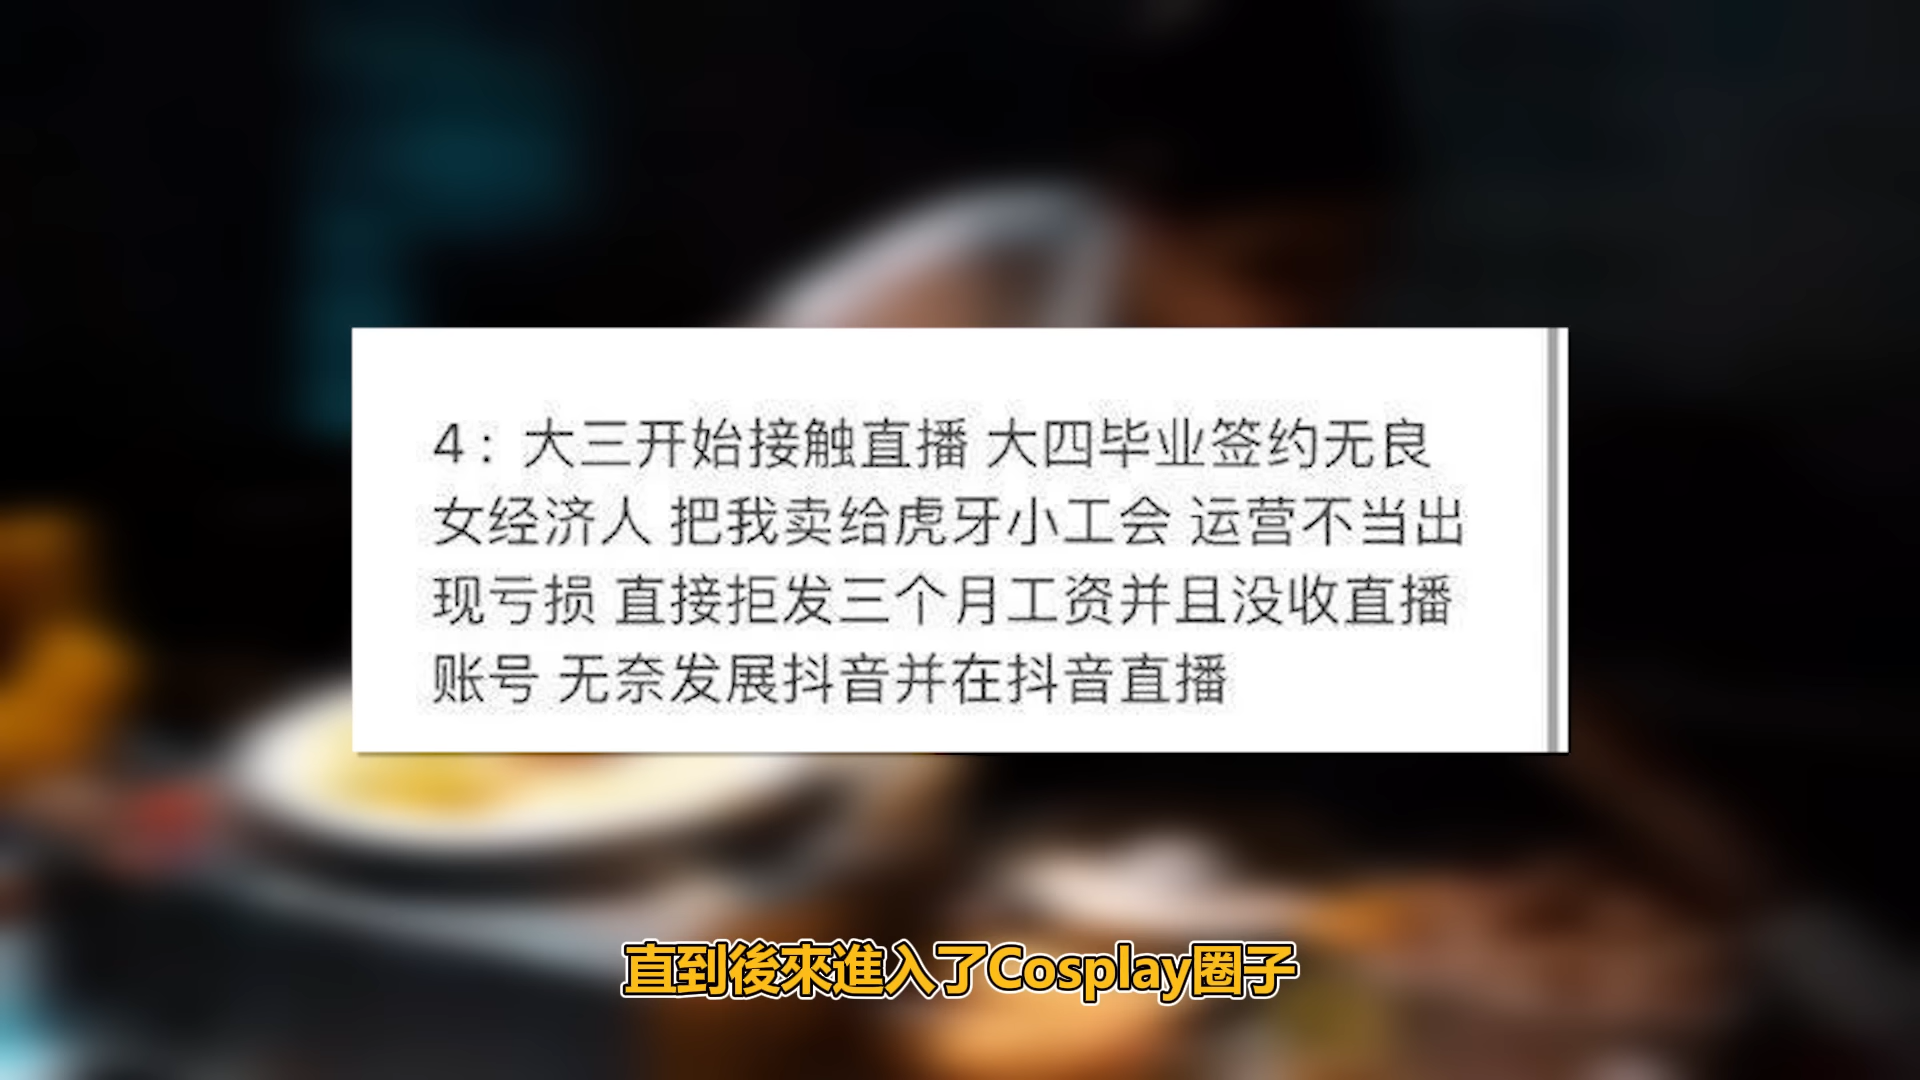 4：大三开始接触直播 大四毕业签约无良
女经济人 把我卖给虎牙小工会 运营不当出
现亏损 直接拒发三个月工资并且没收直播
账号 无奈发展抖音并在抖音直播
直到後來進入了Cosplay圈子